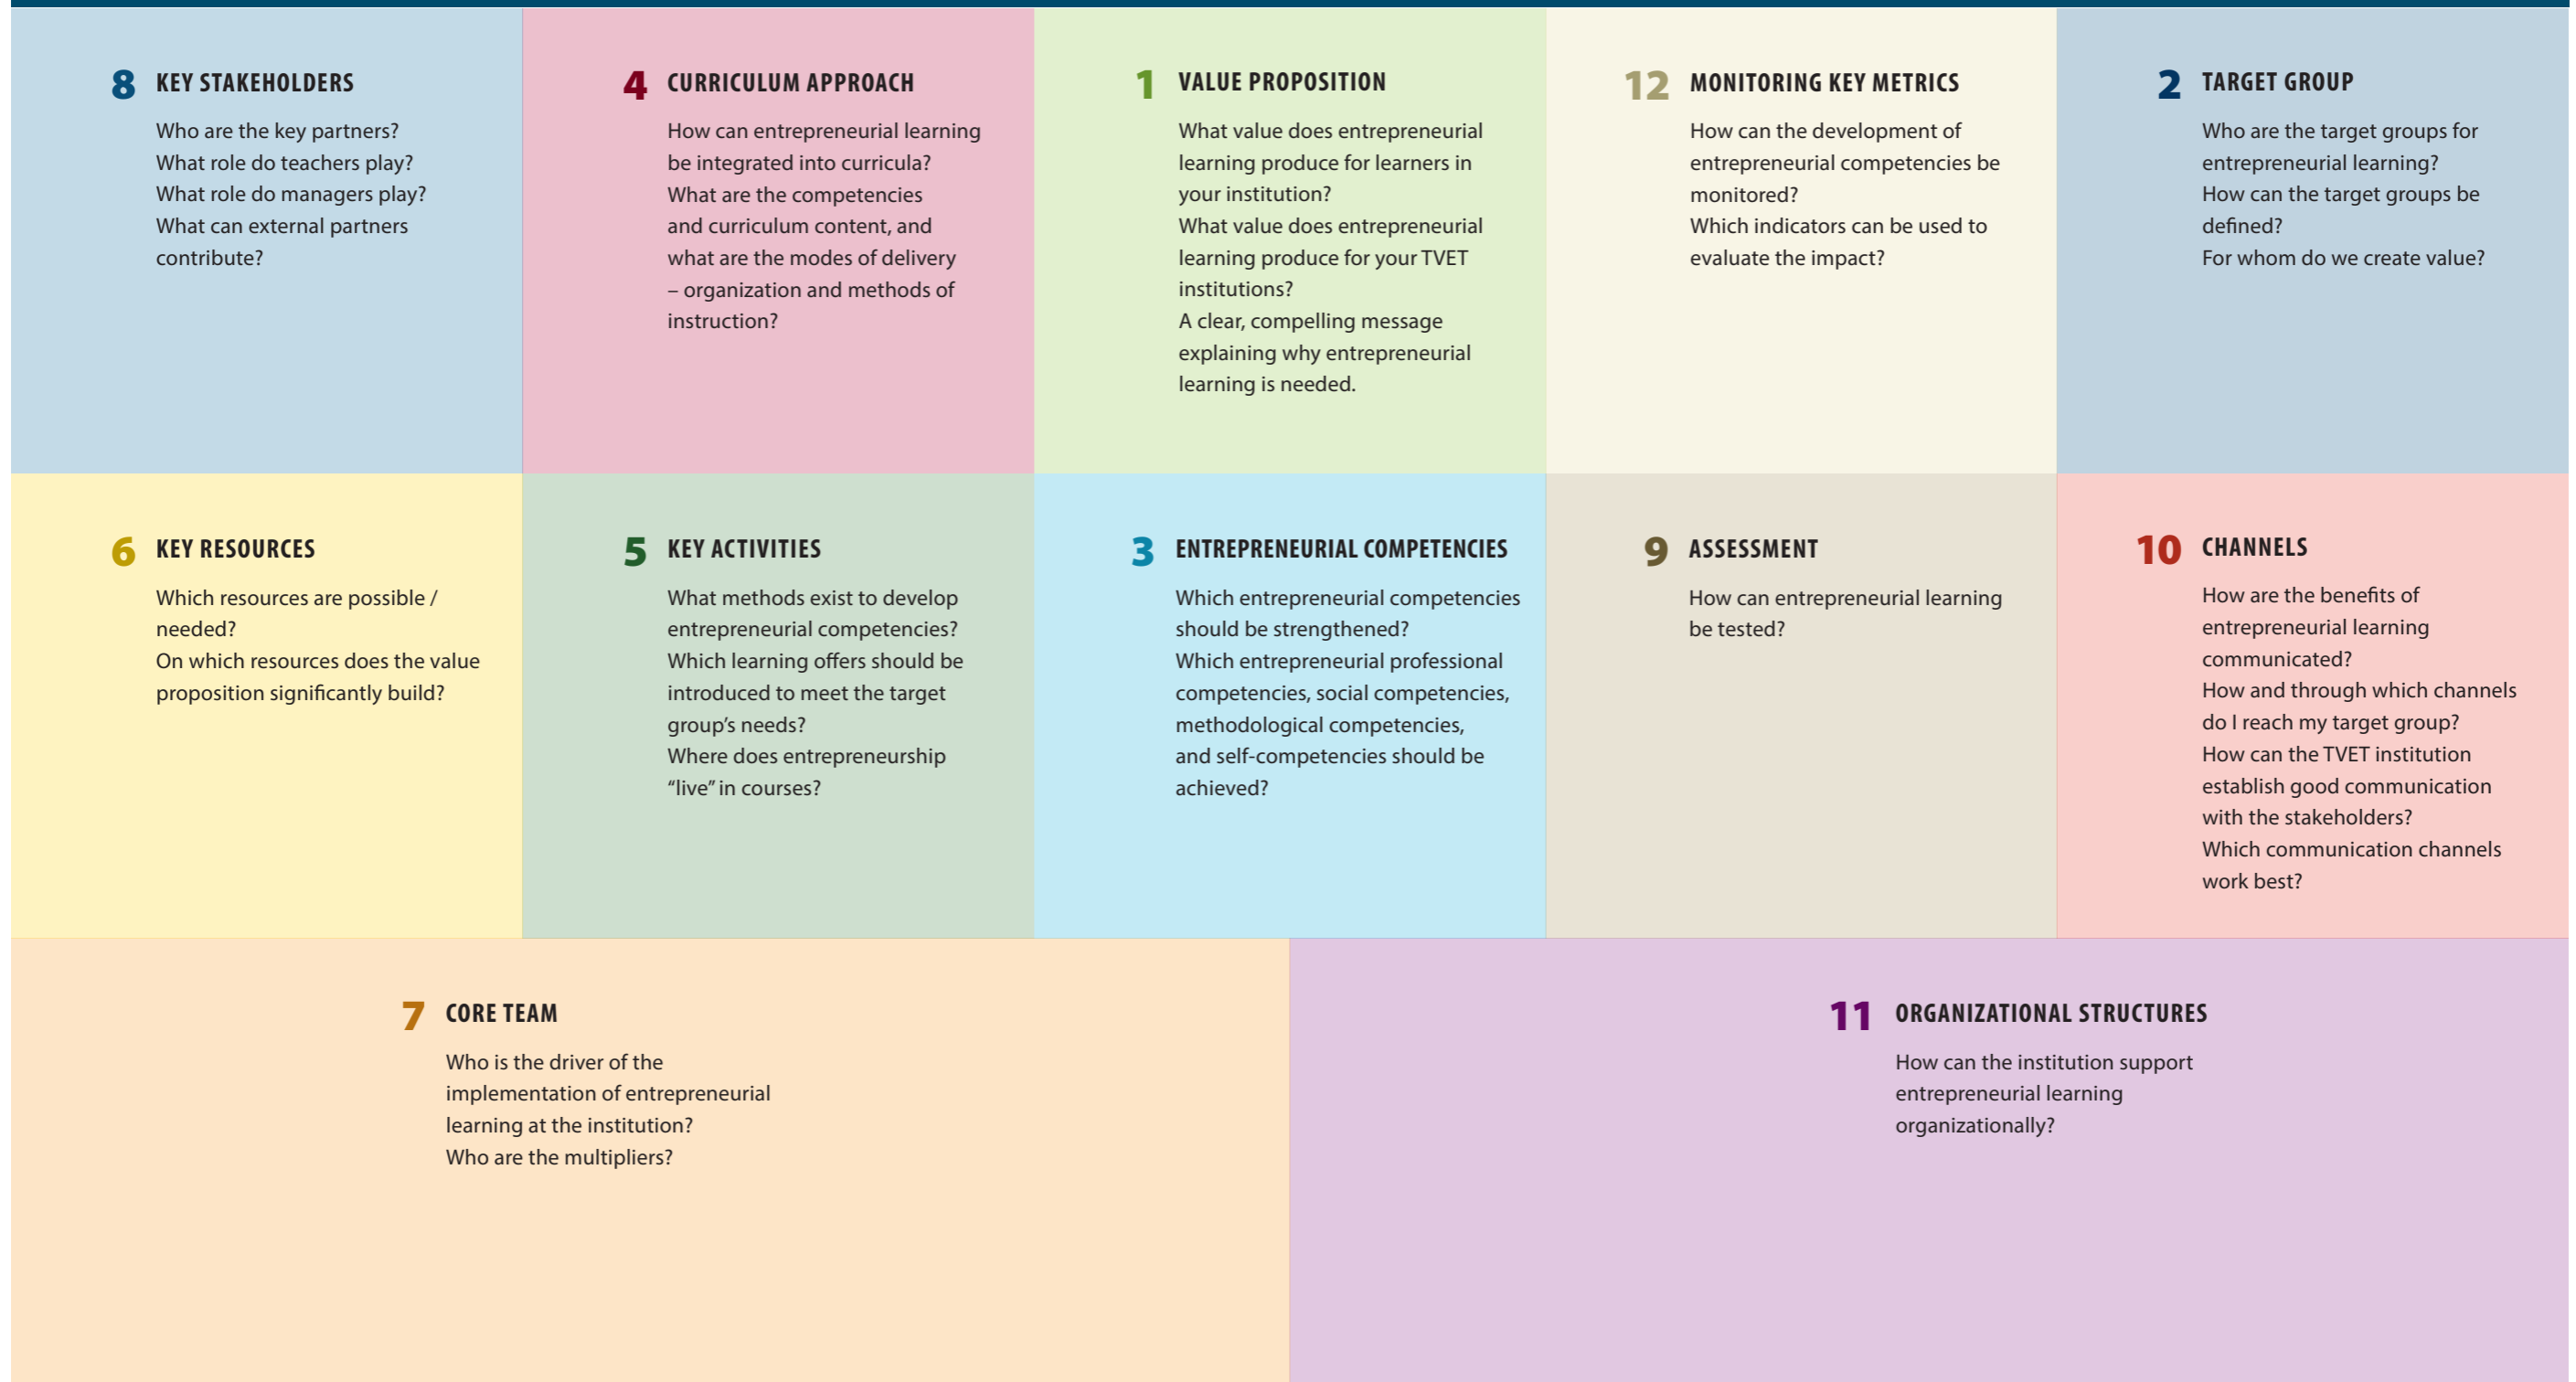 8 KEY STAKEHOLDERS
Who are the key partners?
What role do teachers play?
What role do managers play?
What can external partners
contribute?
4 CURRICULUM APPROACH
How can entrepreneurial learning
be integrated into curricula?
What are the competencies
and curriculum content, and
what are the modes of delivery
– organization and methods of
instruction?
1 VALUE PROPOSITION
What value does entrepreneurial
learning produce for learners in
your institution?
What value does entrepreneurial
learning produce for your TVET
institutions?
A clear, compelling message
explaining why entrepreneurial
learning is needed.
12 MONITORING KEY METRICS
How can the development of
entrepreneurial competencies be
monitored?
Which indicators can be used to
evaluate the impact?
2 TARGET GROUP
Who are the target groups for
entrepreneurial learning?
How can the target groups be
defined?
For whom do we create value?
6 KEY RESOURCES
Which resources are possible /
needed?
On which resources does the value
proposition significantly build?
5 KEY ACTIVITIES
What methods exist to develop
entrepreneurial competencies?
Which learning offers should be
introduced to meet the target
group’s needs?
Where does entrepreneurship
“live” in courses?
3 ENTREPRENEURIAL COMPETENCIES
Which entrepreneurial competencies
should be strengthened?
Which entrepreneurial professional
competencies, social competencies,
methodological competencies,
and self-competencies should be
achieved?
9 ASSESSMENT
How can entrepreneurial learning
be tested?
10 CHANNELS
How are the benefits of
entrepreneurial learning
communicated?
How and through which channels
do I reach my target group?
How can the TVET institution
establish good communication
with the stakeholders?
Which communication channels
work best?
7 CORE TEAM
Who is the driver of the
implementation of entrepreneurial
learning at the institution?
Who are the multipliers?
11 ORGANIZATIONAL STRUCTURES
How can the institution support
entrepreneurial learning
organizationally?